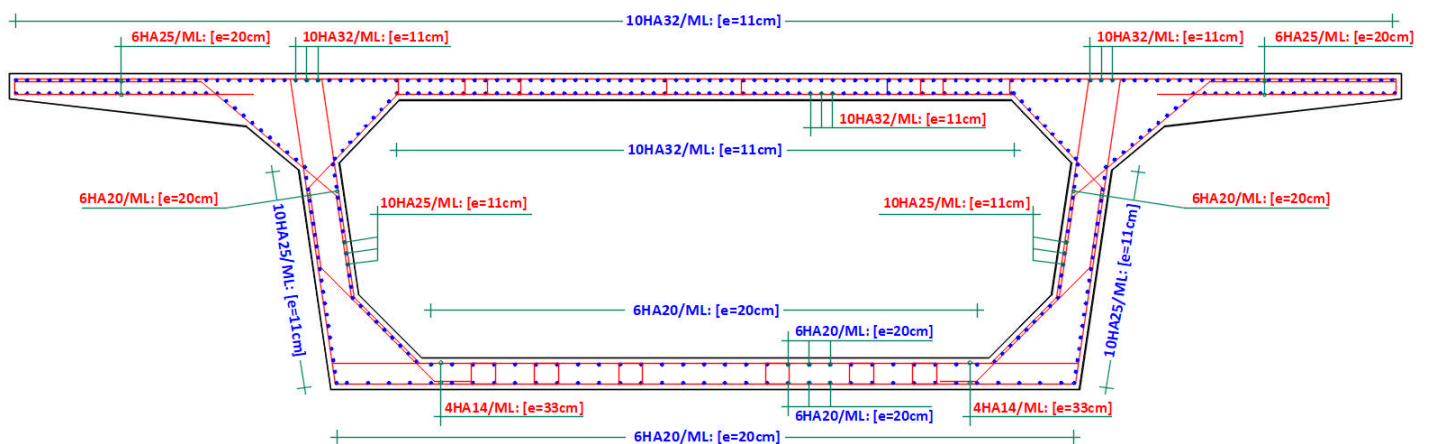 10HA32/ML: [e=11cm]
6HA25/ML: [e=20cm]
10HA32/ML: [e=11cm]
10HA32/ML: [e=11cm]
6HA25/ML: [e=20cm]
10HA32/ML: [e=11cm]
10HA32/ML: [e=11cm]
6HA20/ML: [e=20cm]
10HA25/ML: [e=11cm]
10HA25/ML: [e=11cm]
6HA20/ML: [e=20cm]
10HA25/ML: [e=11cm]
10HA25/ML: [e=11cm]
6HA20/ML: [e=20cm]
6HA20/ML: [e=20cm]
4HA14/ML: [e=33cm]
6HA20/ML: [e=20cm]
4HA14/ML: [e=33cm]
6HA20/ML: [e=20cm]